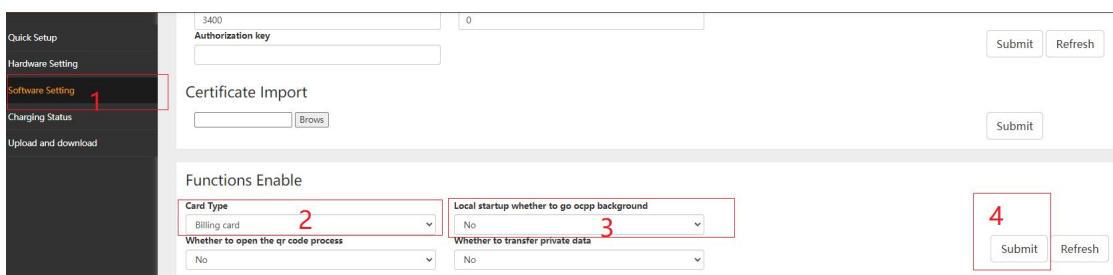 3400
0
Quick Setup
Authorization key
Submit
Refresh
Hardware Setting
Software Setting
1
Certificate Import
Charging Status
Brows
Submit
Upload and download
Functions Enable
Card Type
Local startup whether to go ocpp background
Billing card
2
No
3
4
Whether to open the qr code process
Whether to transfer private data
Submit
Refresh
No
No